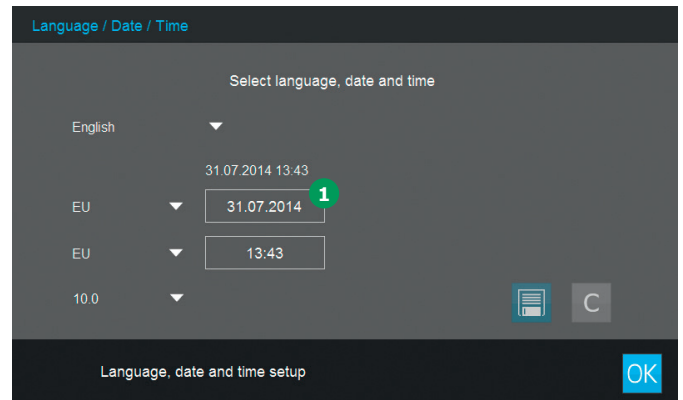 Language / Date / Time
Select language, date and time
English
31.07.2014 13:43
1
EU 31.07.2014
EU 13:43
10.0
C
Language, date and time setup
OK